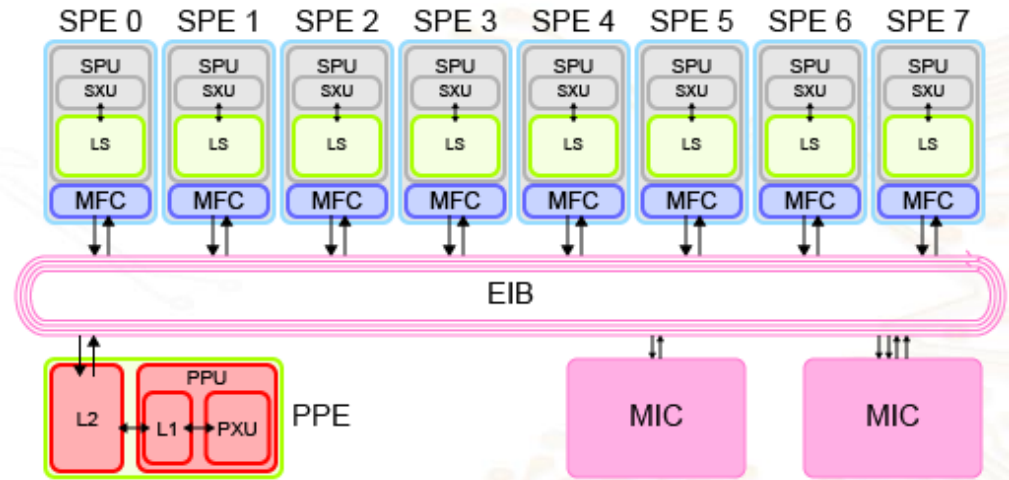 SPE 0 SPE 1 SPE 2 SPE 3 SPE 4 SPE 5 SPE 6 SPE 7
SPU SPU SPU SPU SPU SPU SPU SPU
SXU SXU SXU SXU SXU SXU SXU SXU
LS LS LS LS LS LS LS LS
MFC MFC MFC MFC MFC MFC MFC MFC
EIB
PPU
L2 L1 PXU PPE MIC MIC